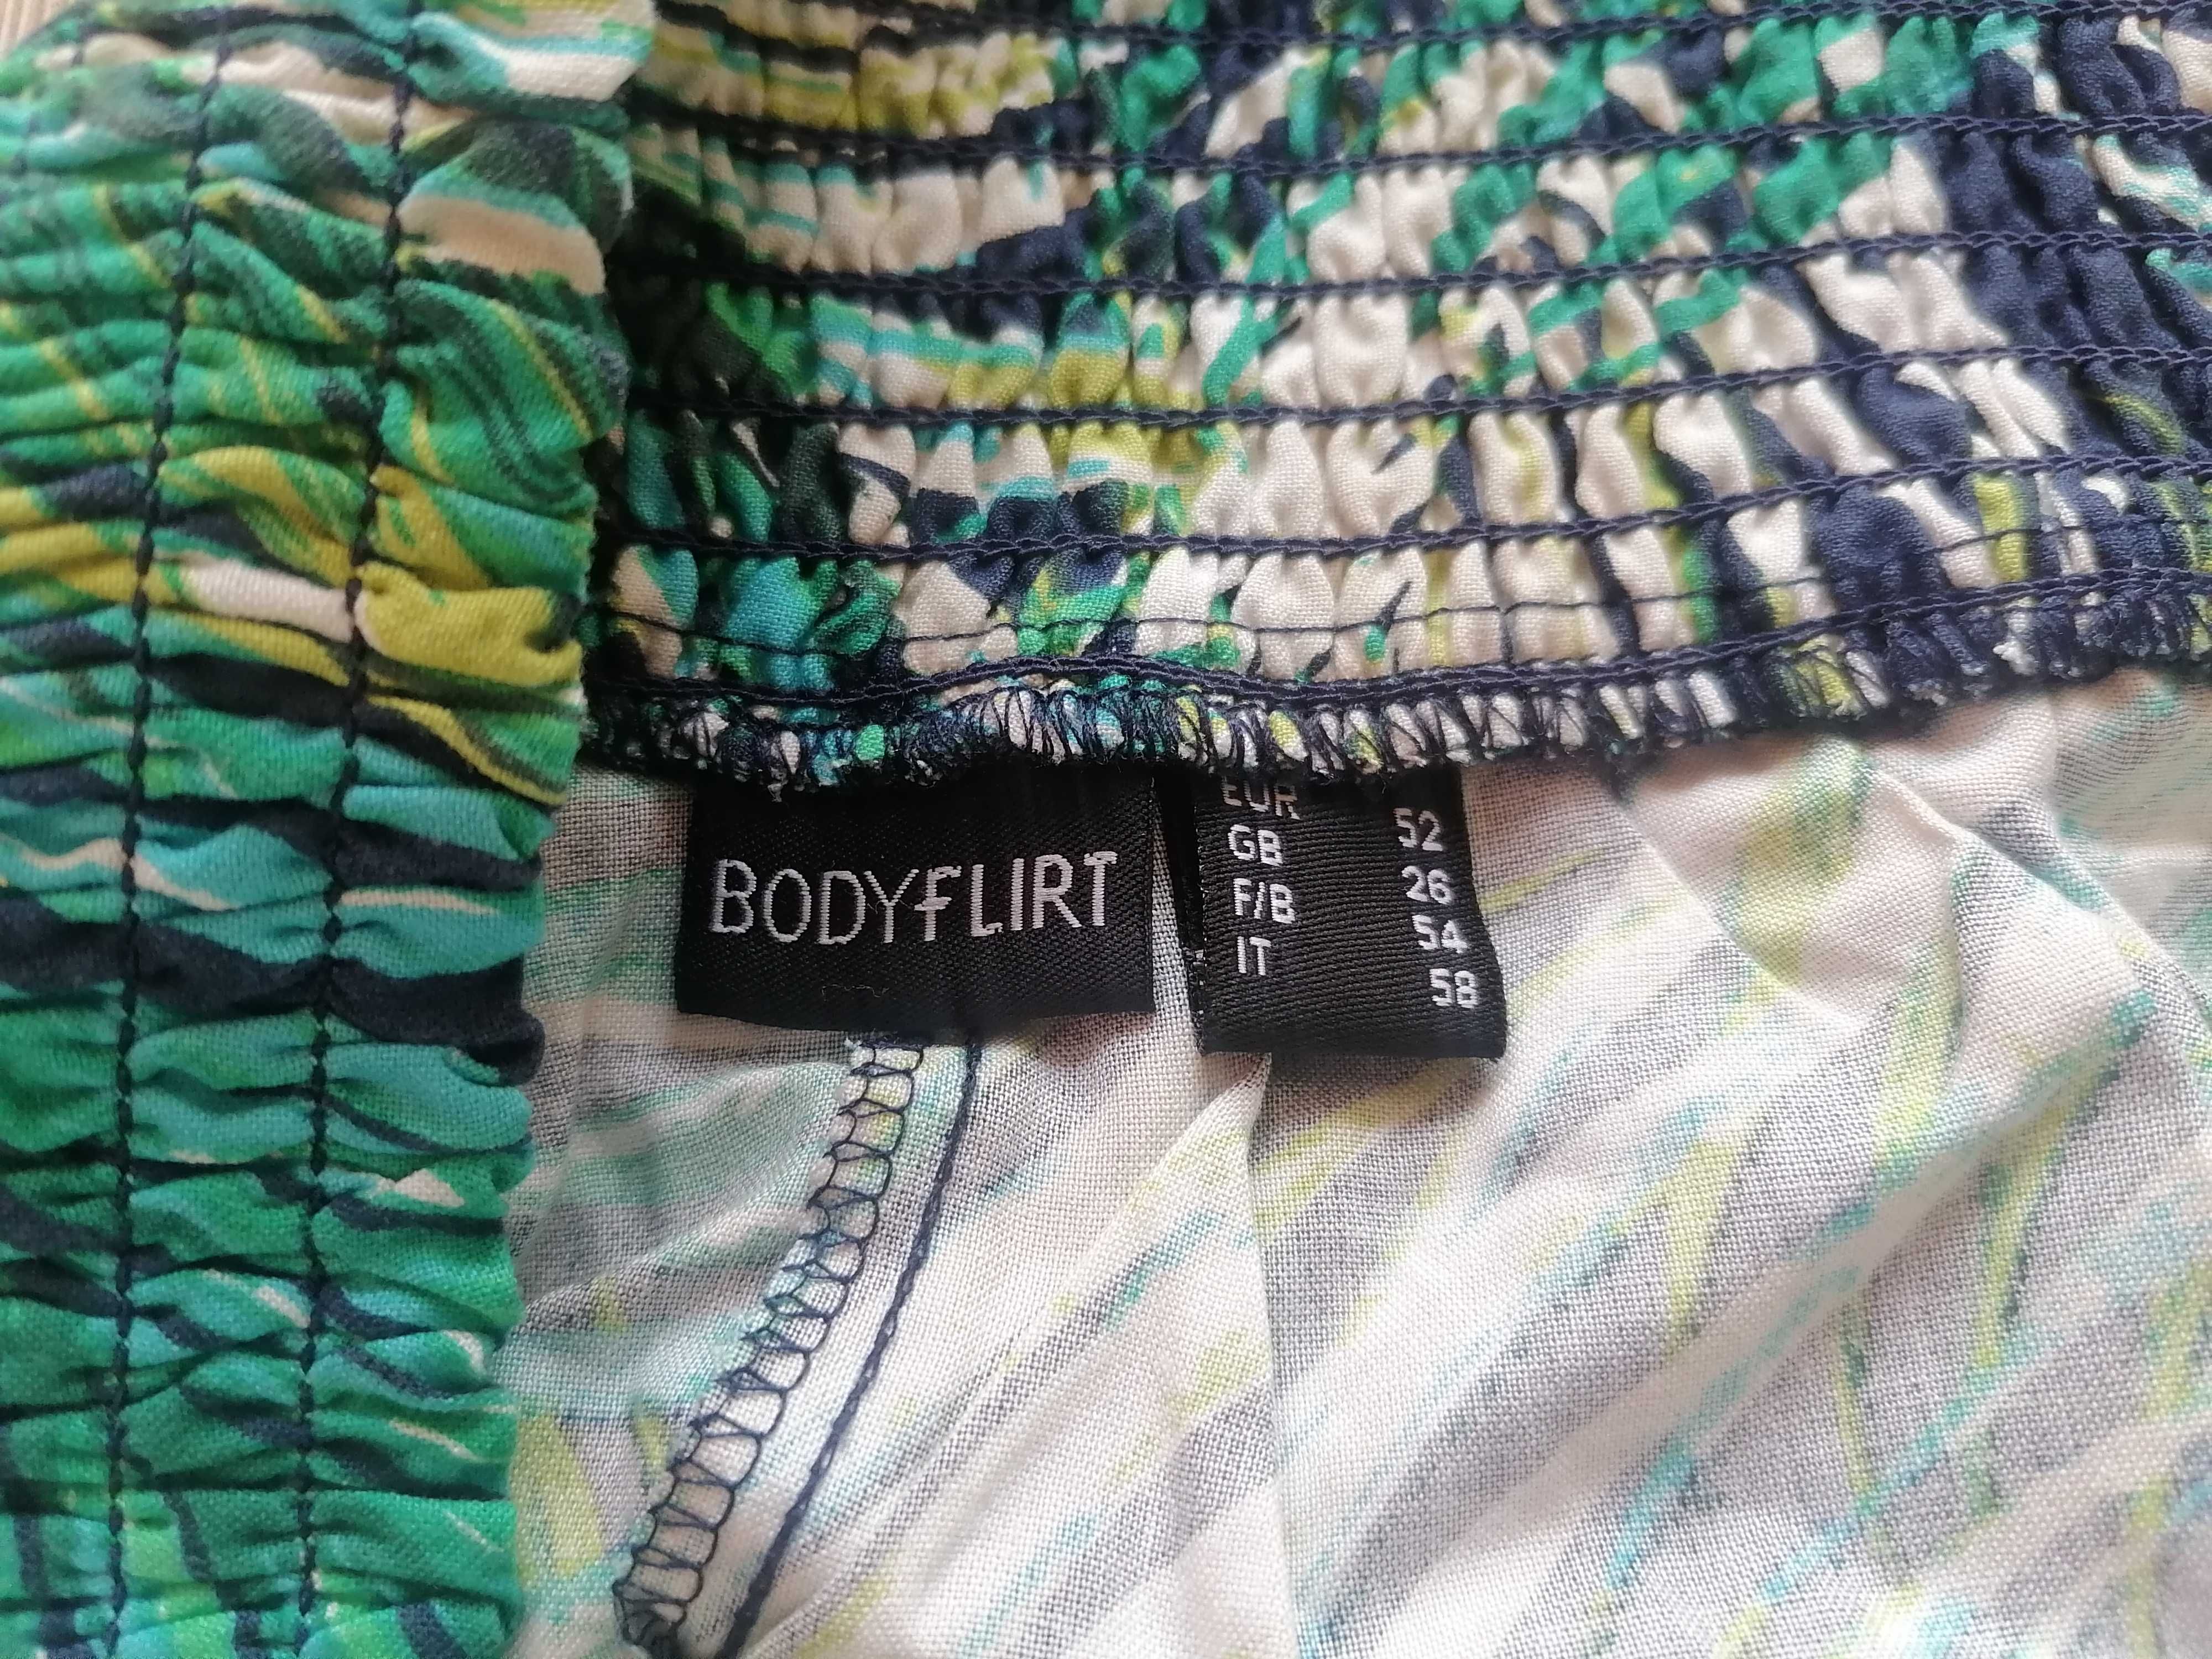 BODYFLIRT
EUR 52
GB 26
F/B 54
IT 58